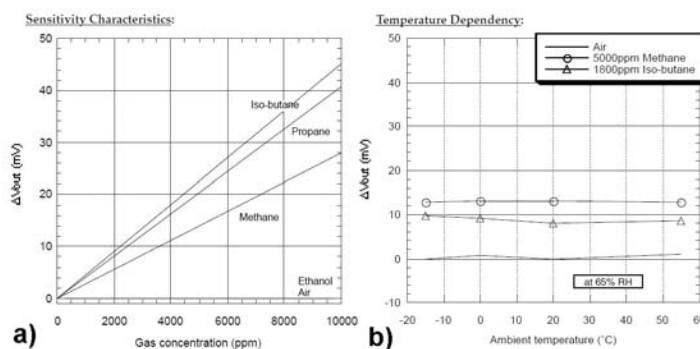 Sensitivity Characteristics:
50
40
30
20
10
0
ΔVout (mV)
Iso-butane
Propane
Methane
Ethanol
Air
0
2000
4000
6000
8000
10000
Gas concentration (ppm)
a)
Temperature Dependency:
Air
5000ppm Methane
1800ppm Iso-butane
50
40
30
20
10
0
-10
ΔVout (mV)
at 65% RH
-20
-10
0
10
20
30
40
50
60
Ambient temperature (°C)
b)